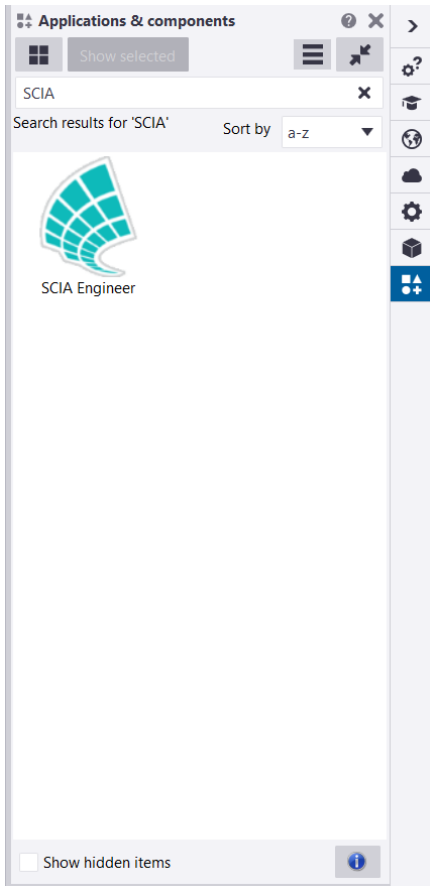 Applications & components
Show selected
SCIA
Search results for 'SCIA' Sort by a-z
SCIA Engineer
Show hidden items